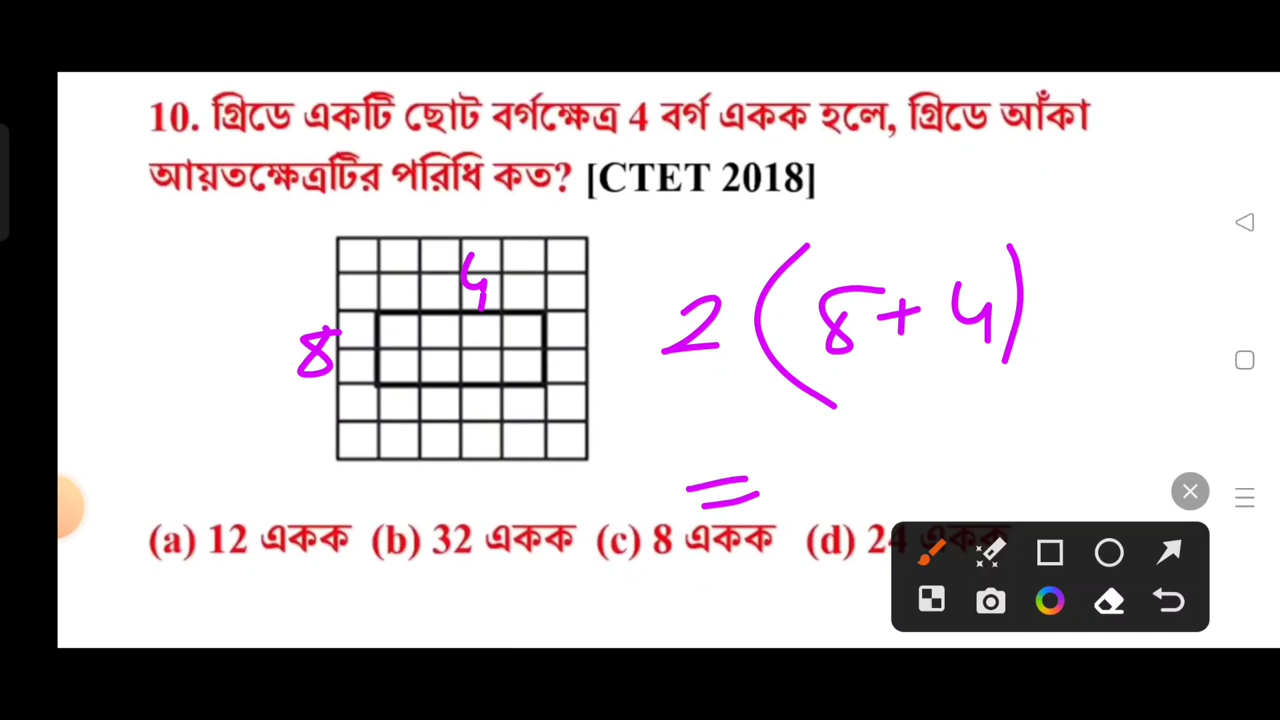 10. গ্রিডে একটি ছোট বর্গক্ষেত্র 4 বর্গ একক হলে, গ্রিডে আঁকা
আয়তক্ষেত্রটির পরিধি কত? [CTET 2018]
4
8
2 (8+4)
=
(a) 12 একক (b) 32 একক (c) 8 একক (d) 24 একক